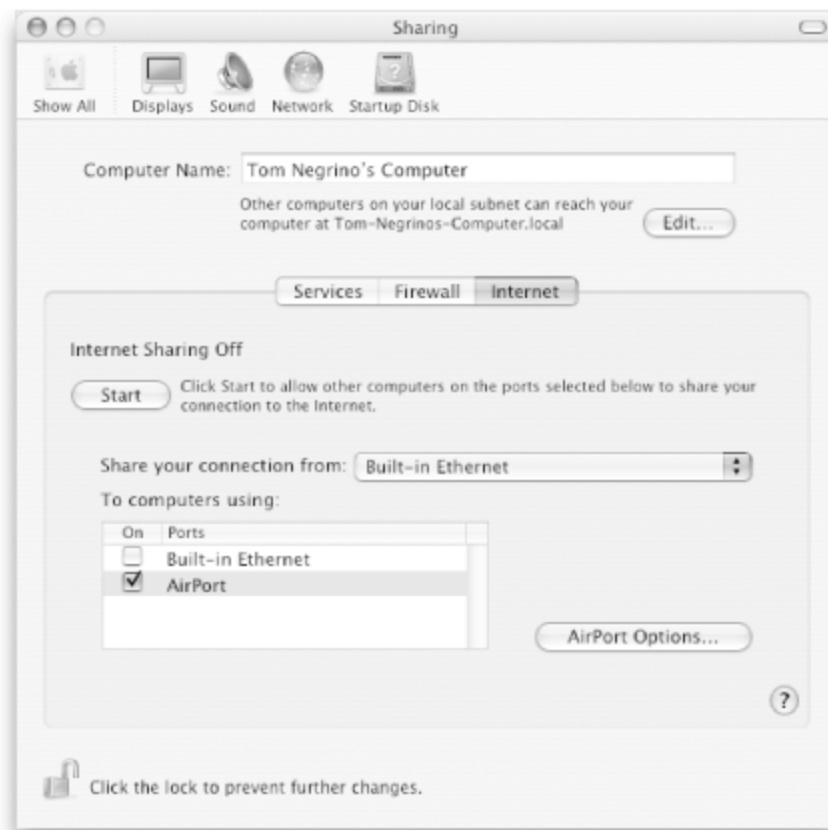 Sharing
Show All
Displays
Sound
Network
Startup Disk
Computer Name: Tom Negrino's Computer
Other computers on your local subnet can reach your
computer at Tom-Negrinos-Computer.local
Edit...
Services
Firewall
Internet
Internet Sharing Off
Start
Click Start to allow other computers on the ports selected below to share your
connection to the Internet.
Share your connection from: Built-in Ethernet
To computers using:
On Ports
Built-in Ethernet
AirPort
AirPort Options...
?
Click the lock to prevent further changes.